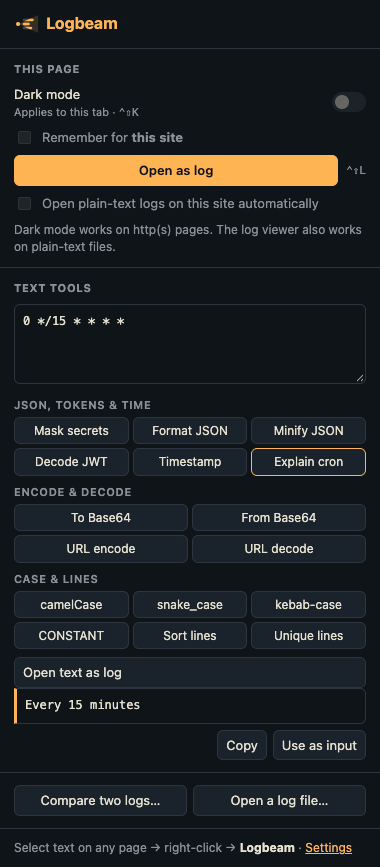 Logbeam
THIS PAGE
Dark mode
Applies to this tab · ⌃⇧K
Remember for this site
Open as log
⌃⇧L
Open plain-text logs on this site automatically
Dark mode works on http(s) pages. The log viewer also works
on plain-text files.
TEXT TOOLS
0 */15 * * * *
JSON, TOKENS & TIME
Mask secrets
Format JSON
Minify JSON
Decode JWT
Timestamp
Explain cron
ENCODE & DECODE
To Base64
From Base64
URL encode
URL decode
CASE & LINES
camelCase
snake_case
kebab-case
CONSTANT
Sort lines
Unique lines
Open text as log
Every 15 minutes
Copy
Use as input
Compare two logs...
Open a log file...
Select text on any page → right-click → Logbeam · Settings